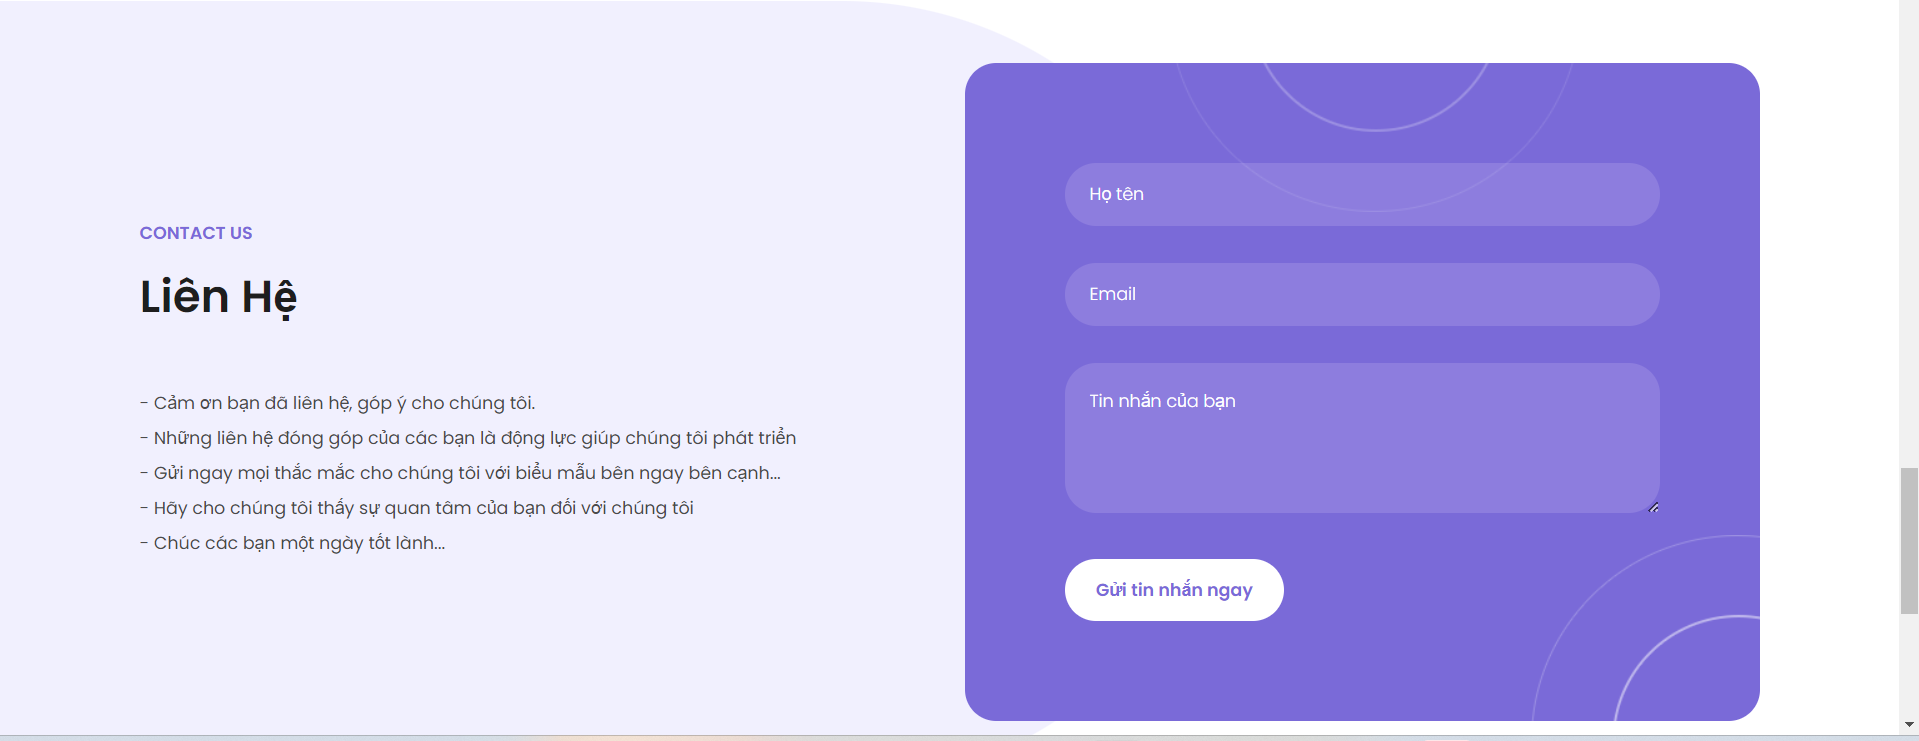 CONTACT US
Liên Hệ
- Cảm ơn bạn đã liên hệ, góp ý cho chúng tôi.
- Những liên hệ đóng góp của các bạn là động lực giúp chúng tôi phát triển
- Gửi ngay mọi thắc mắc cho chúng tôi với biểu mẫu bên ngay bên cạnh...
- Hãy cho chúng tôi thấy sự quan tâm của bạn đối với chúng tôi
- Chúc các bạn một ngày tốt lành...
Họ tên
Email
Tin nhắn của bạn
Gửi tin nhắn ngay